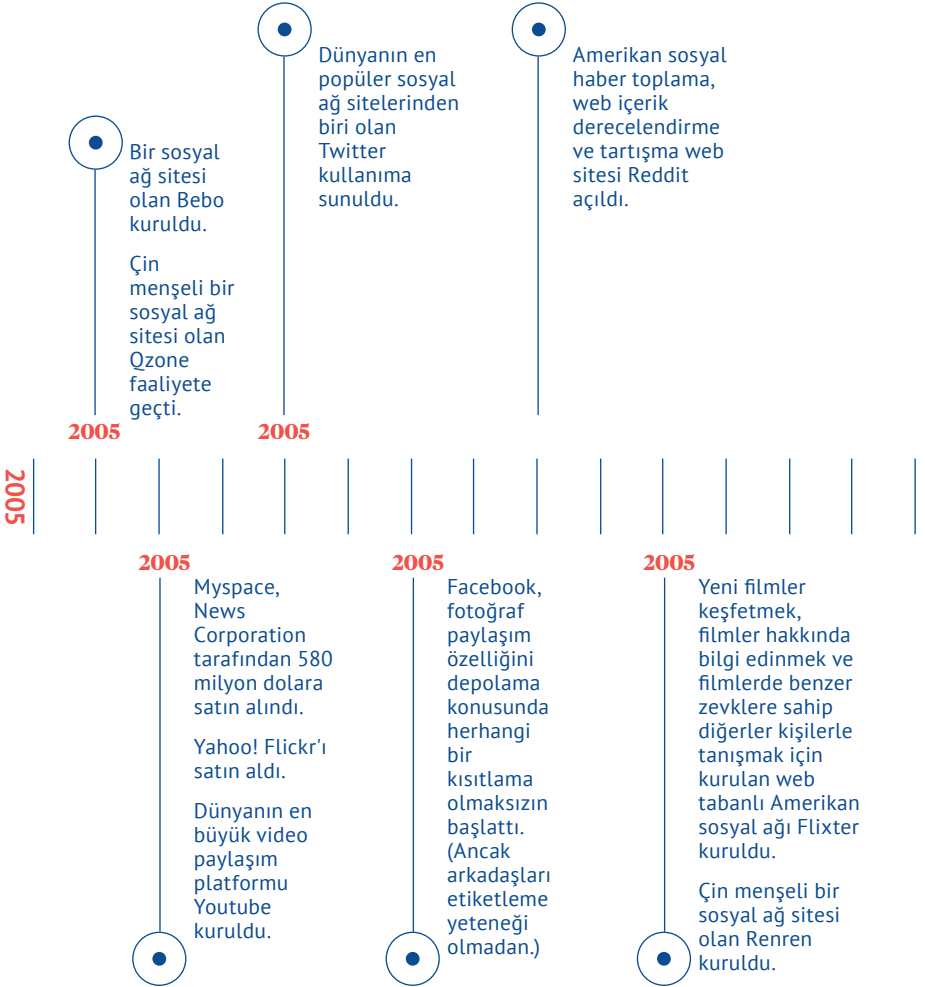 Bir sosyal
ağ sitesi
olan Bebo
kuruldu.
Çin
menşeli bir
sosyal ağ
sitesi olan
Qzone
faaliyete
geçti.
2005
Dünyanın en
popüler sosyal
ağ sitelerinden
biri olan
Twitter
kullanıma
sunuldu.
2005
Amerikan sosyal
haber toplama,
web içerik
derecelendirme
ve tartışma web
sitesi Reddit
açıldı.
2005
2005
Myspace,
News
Corporation
tarafından 580
milyon dolara
satın alındı.
Yahoo! Flickr'ı
satın aldı.
Dünyanın en
büyük video
paylaşım
platformu
Youtube
kuruldu.
2005
Facebook,
fotoğraf
paylaşım
özelliğini
depolama
konusunda
herhangi
bir
kısıtlama
olmaksızın
başlattı.
(Ancak
arkadaşları
etiketleme
yeteneği
olmadan.)
2005
Yeni filmler
keşfetmek,
filmler hakkında
bilgi edinmek ve
filmlerde benzer
zevklere sahip
diğerler kişilerle
tanışmak için
kurulan web
tabanlı Amerikan
sosyal ağı Flixter
kuruldu.
Çin menşeli bir
sosyal ağ sitesi
olan Renren
kuruldu.